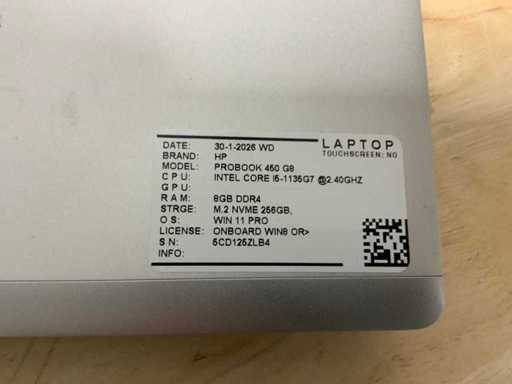 LAPTOP
TOUCHSCREEN: NO
DATE: 30-1-2026 WD
BRAND: HP
MODEL: PROBOOK 450 G8
CPU: INTEL CORE I5-1135G7 @2.40GHZ
GPU:
RAM: 8GB DDR4
STRGE: M.2 NVME 256GB,
OS: WIN 11 PRO
LICENSE: ONBOARD WIN8 OR>
SN: 5CD125ZLB4
INFO: